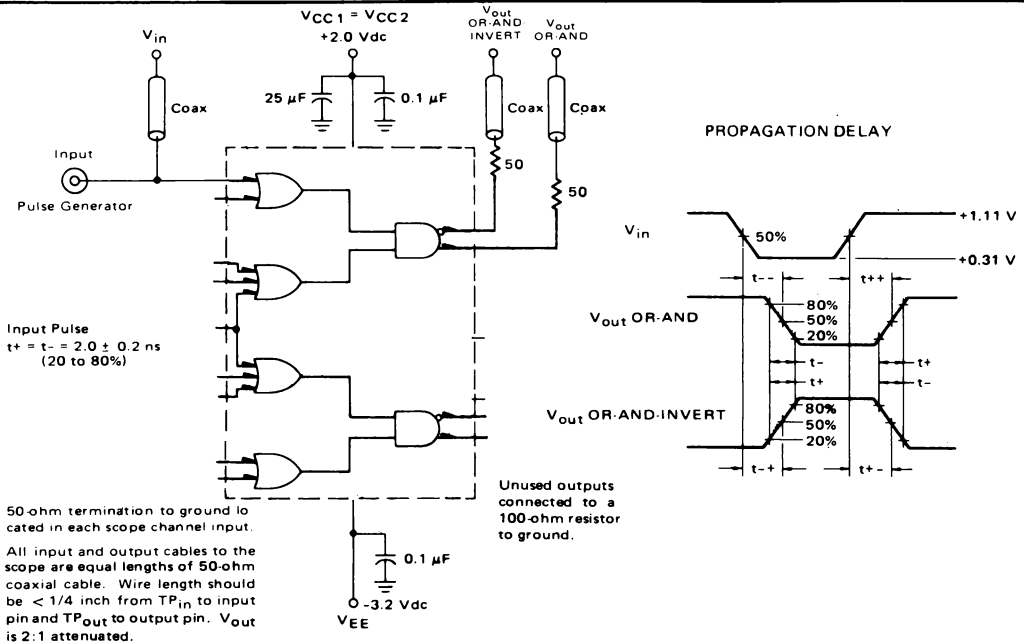 VCC1 = VCC2
+2.0 Vdc
Vin
Vout
OR-AND-
INVERT
Vout
OR-AND
Coax
25 µF
0.1 µF
Coax
Coax
50
50
Input
Pulse Generator
Input Pulse
t+ = t- = 2.0 ± 0.2 ns
(20 to 80%)
50-ohm termination to ground lo
cated in each scope channel input.
All input and output cables to the
scope are equal lengths of 50-ohm
coaxial cable. Wire length should
be < 1/4 inch from TPin to input
pin and TPout to output pin. Vout
is 2:1 attenuated.
0.1 µF
-3.2 Vdc
VEE
Unused outputs
connected to a
100-ohm resistor
to ground.
PROPAGATION DELAY
Vin
50%
+1.11 V
+0.31 V
t--
t++
Vout OR-AND
80%
50%
20%
t-
t+
t+
t-
Vout OR-AND-INVERT
80%
50%
20%
t-+
t+-